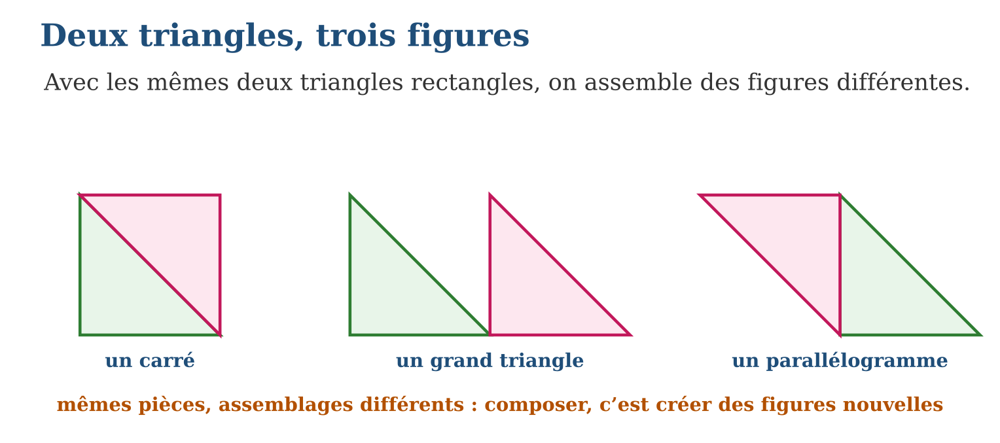 Deux triangles, trois figures
Avec les mêmes deux triangles rectangles, on assemble des figures différentes.
un carré
un grand triangle
un parallélogramme
mêmes pièces, assemblages différents : composer, c’est créer des figures nouvelles